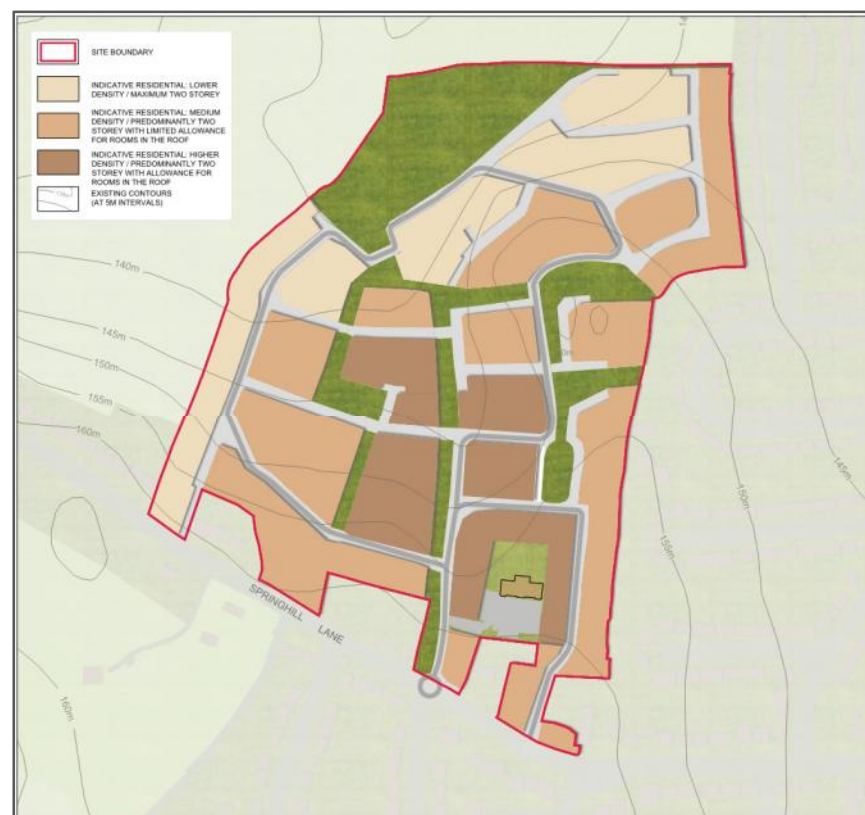 SITE BOUNDARY
INDICATIVE RESIDENTIAL: LOWER
DENSITY / MAXIMUM TWO STOREY
INDICATIVE RESIDENTIAL: MEDIUM
DENSITY / PREDOMINANTLY TWO
STOREY WITH LIMITED ALLOWANCE
FOR ROOMS IN THE ROOF
INDICATIVE RESIDENTIAL: HIGHER
DENSITY / PREDOMINANTLY TWO
STOREY WITH ALLOWANCE FOR
ROOMS IN THE ROOF
EXISTING CONTOURS
(AT 5M INTERVALS)
140m
145m
150m
155m
160m
145m
150m
155m
SPRINGHILL LANE
160m